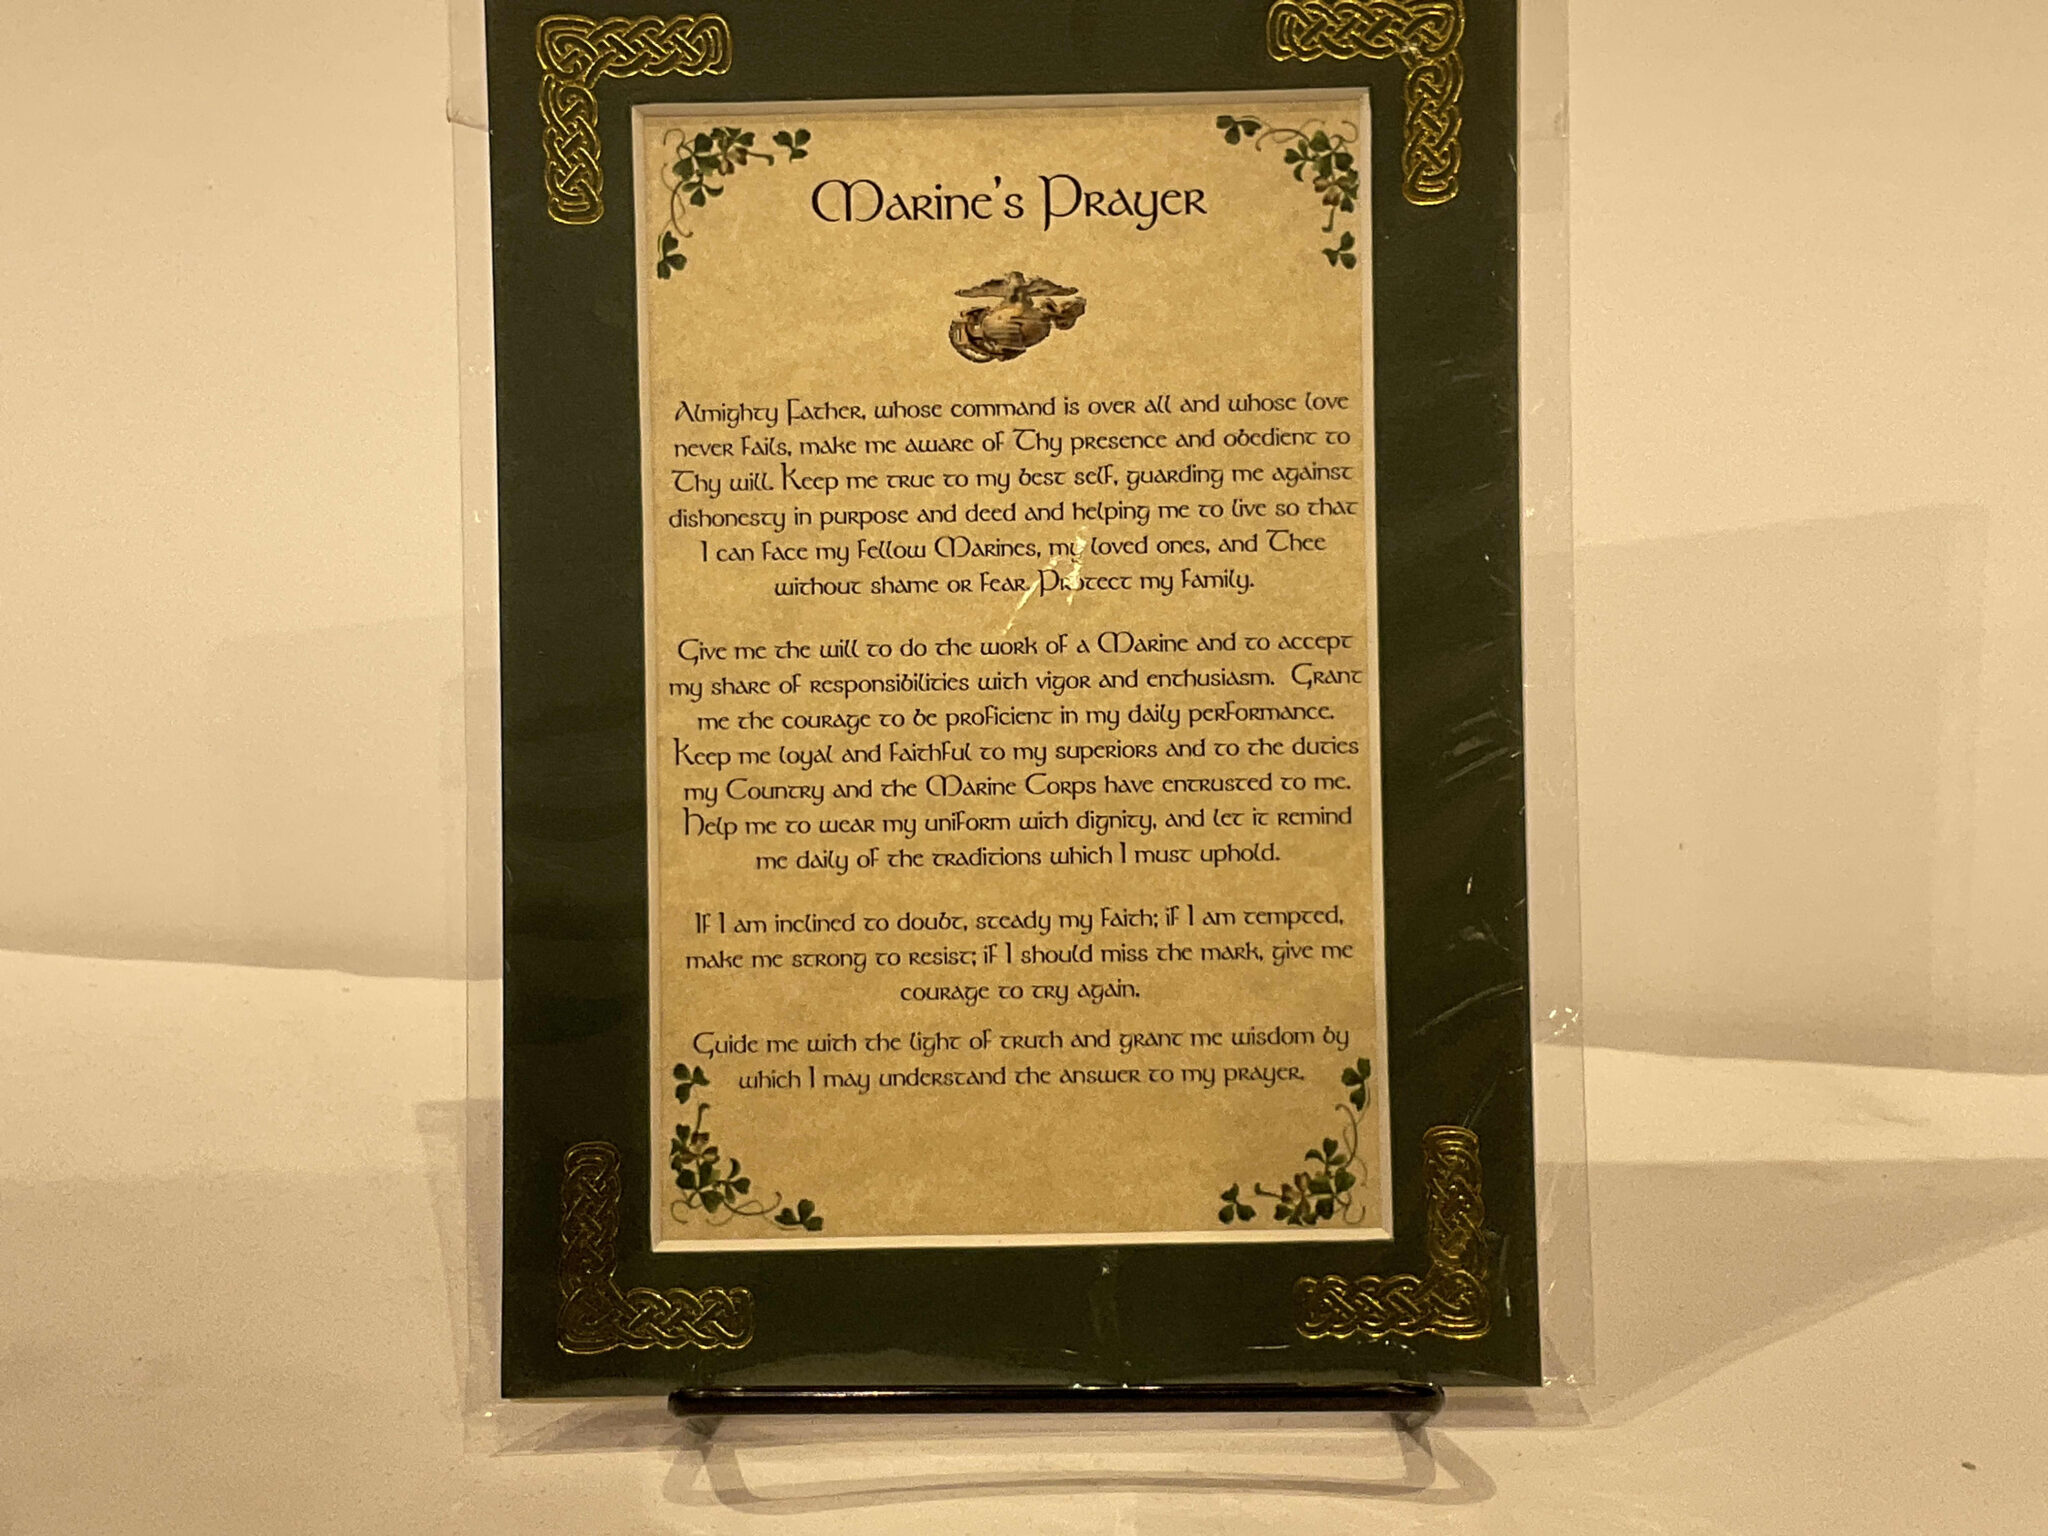 Marine's Prayer
Almighty Father, whose command is over all and whose love
never fails, make me aware of Thy presence and obedient to
Thy will. Keep me true to my best self, guarding me against
dishonesty in purpose and deed and helping me to live so that
I can face my fellow Marines, my loved ones, and Thee
without shame or fear. Protect my family.
Give me the will to do the work of a Marine and to accept
my share of responsibilities with vigor and enthusiasm. Grant
me the courage to be proficient in my daily performance.
Keep me loyal and faithful to my superiors and to the duties
my Country and the Marine Corps have entrusted to me.
Help me to wear my uniform with dignity, and let it remind
me daily of the traditions which I must uphold.
If I am inclined to doubt, steady my faith; if I am tempted,
make me strong to resist; if I should miss the mark, give me
courage to try again.
Guide me with the light of truth and grant me wisdom by
which I may understand the answer to my prayer.